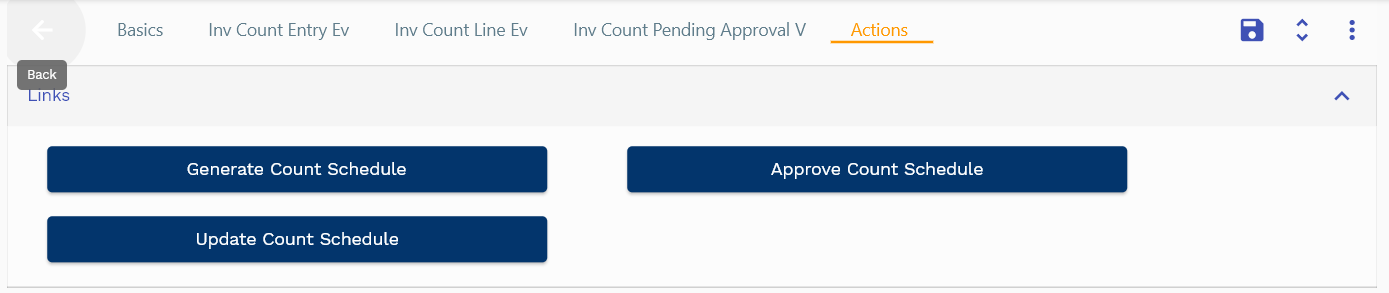 Basics Inv Count Entry Ev Inv Count Line Ev Inv Count Pending Approval V Actions
Back
Links
Generate Count Schedule Approve Count Schedule
Update Count Schedule